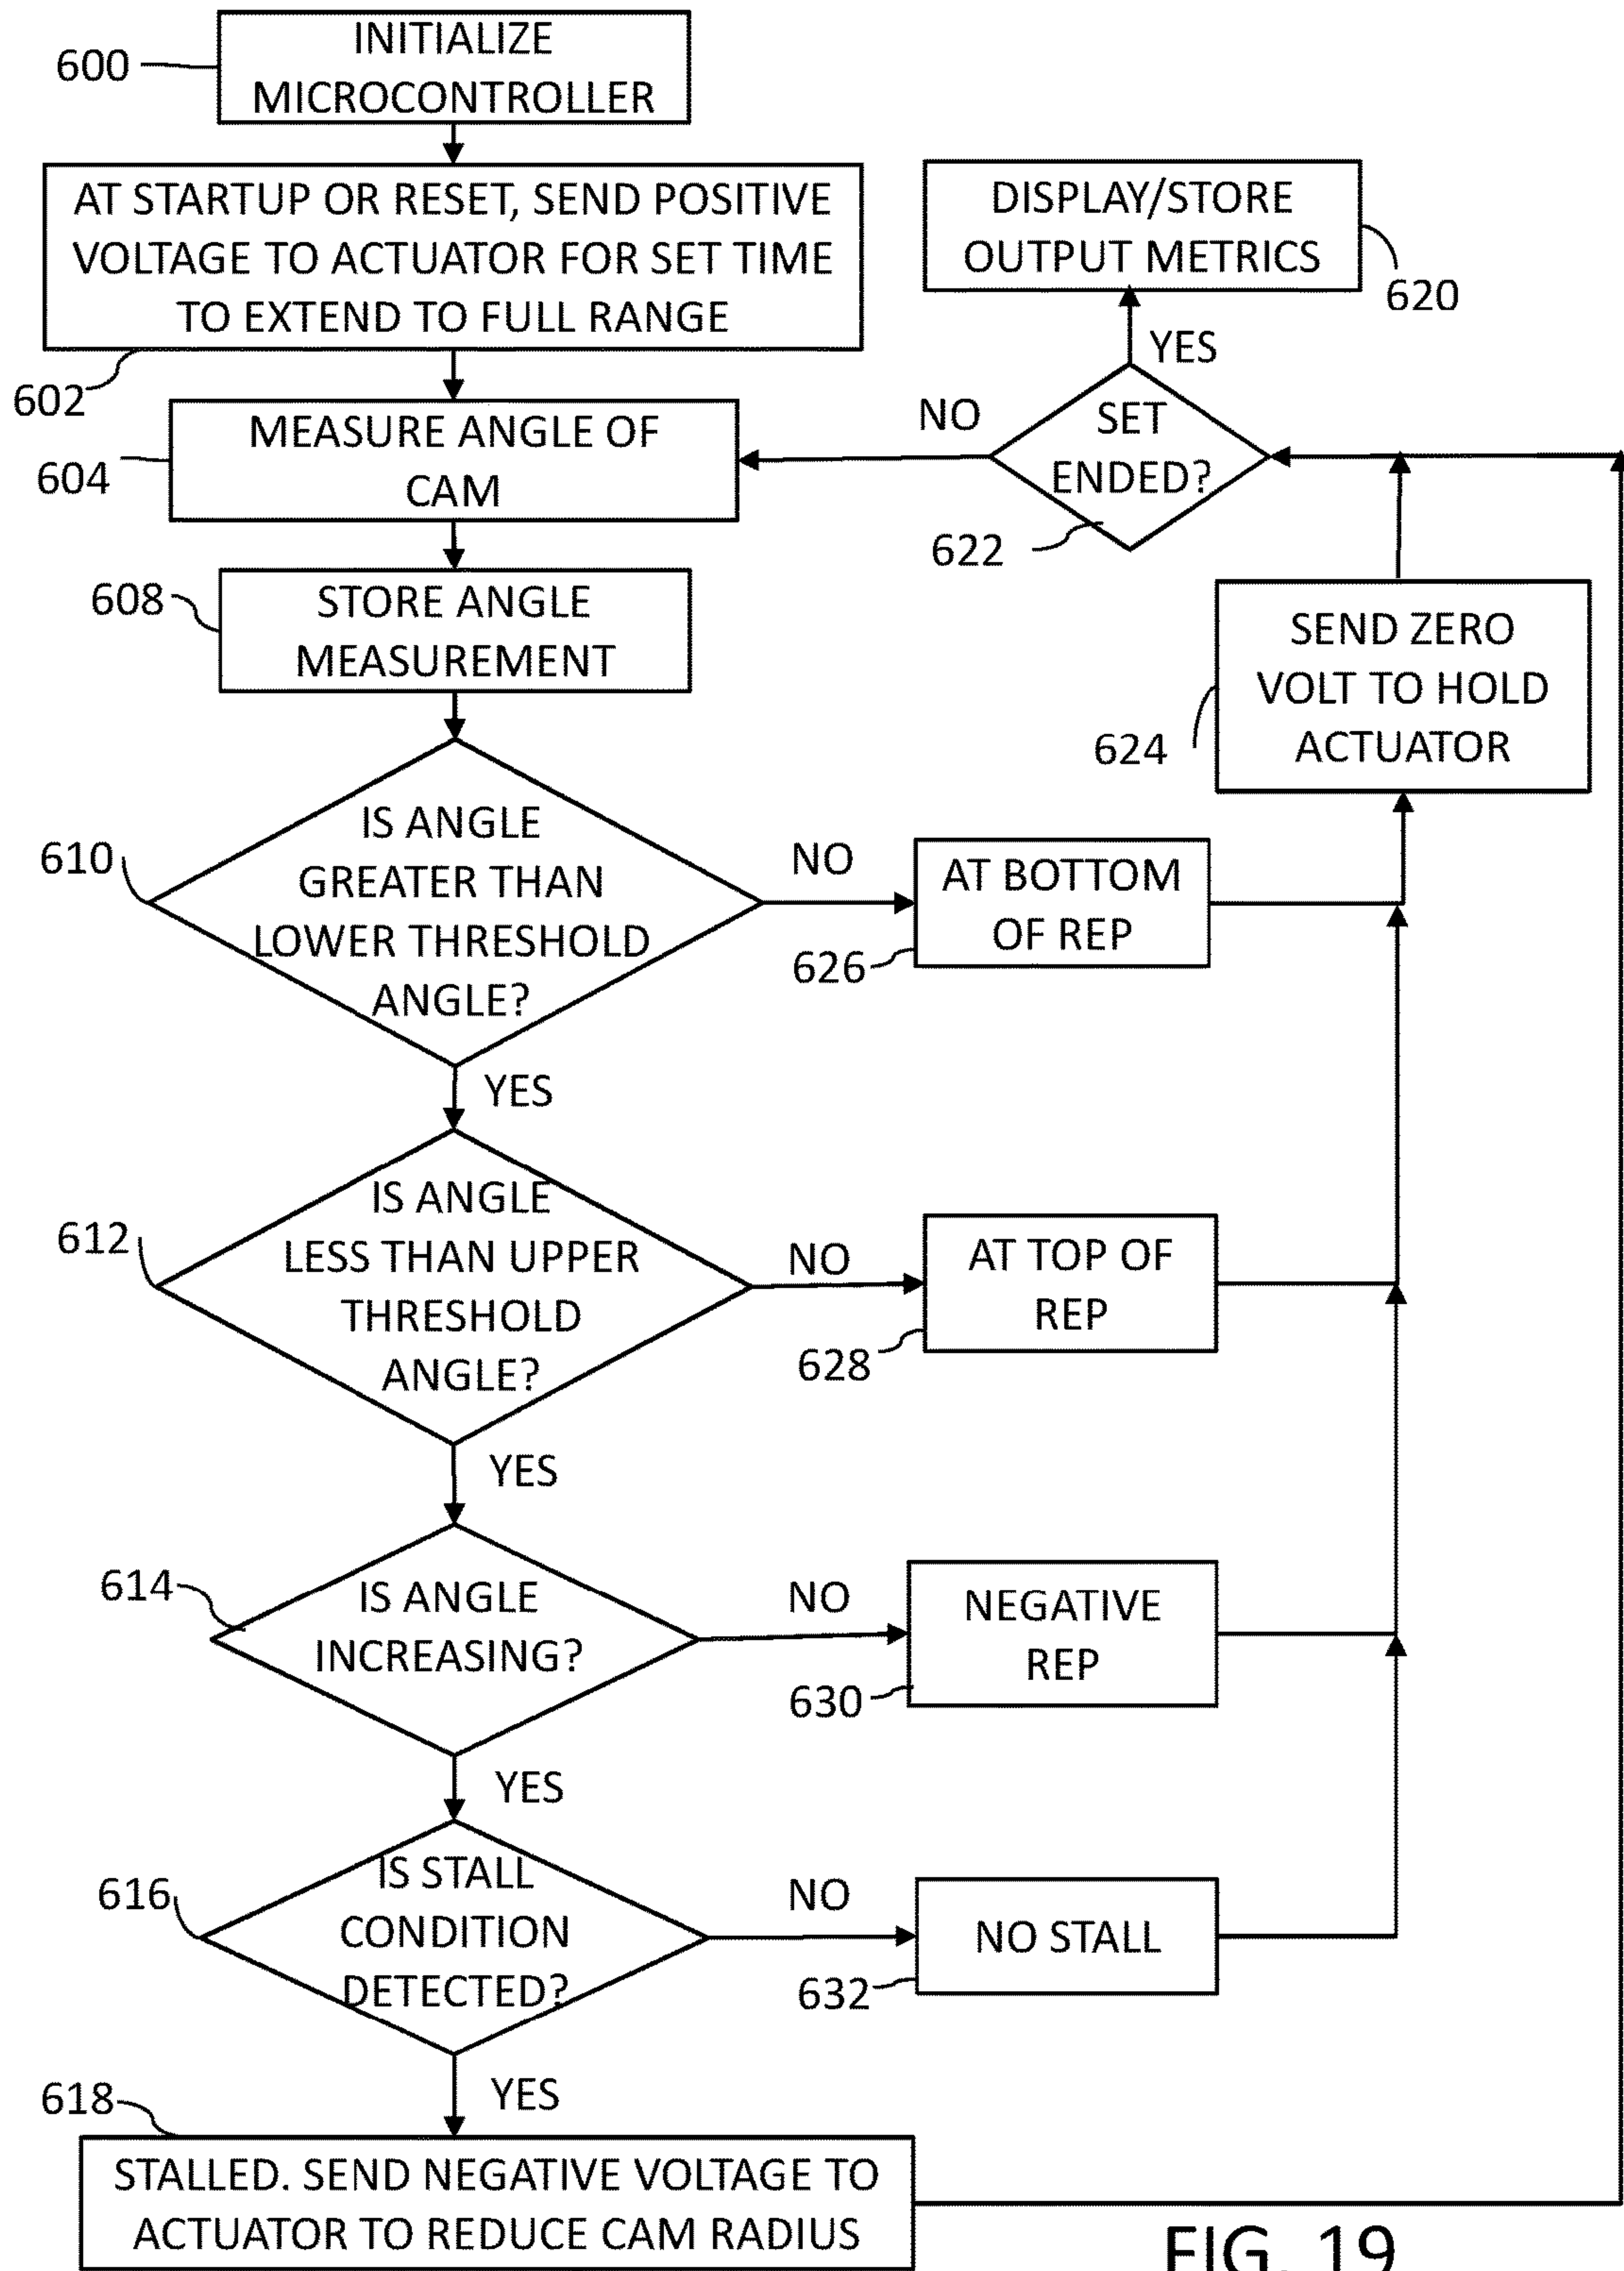 600
INITIALIZE
MICROCONTROLLER
AT STARTUP OR RESET, SEND POSITIVE
VOLTAGE TO ACTUATOR FOR SET TIME
TO EXTEND TO FULL RANGE
602
DISPLAY/STORE
OUTPUT METRICS
620
YES
SET
ENDED?
622
NO
MEASURE ANGLE OF
CAM
604
608
STORE ANGLE
MEASUREMENT
SEND ZERO
VOLT TO HOLD
ACTUATOR
624
610
IS ANGLE
GREATER THAN
LOWER THRESHOLD
ANGLE?
NO
AT BOTTOM
OF REP
626
YES
612
IS ANGLE
LESS THAN UPPER
THRESHOLD
ANGLE?
NO
AT TOP OF
REP
628
YES
614
IS ANGLE
INCREASING?
NO
NEGATIVE
REP
630
YES
616
IS STALL
CONDITION
DETECTED?
NO
NO STALL
632
YES
618
STALLED. SEND NEGATIVE VOLTAGE TO
ACTUATOR TO REDUCE CAM RADIUS
FIG. 19